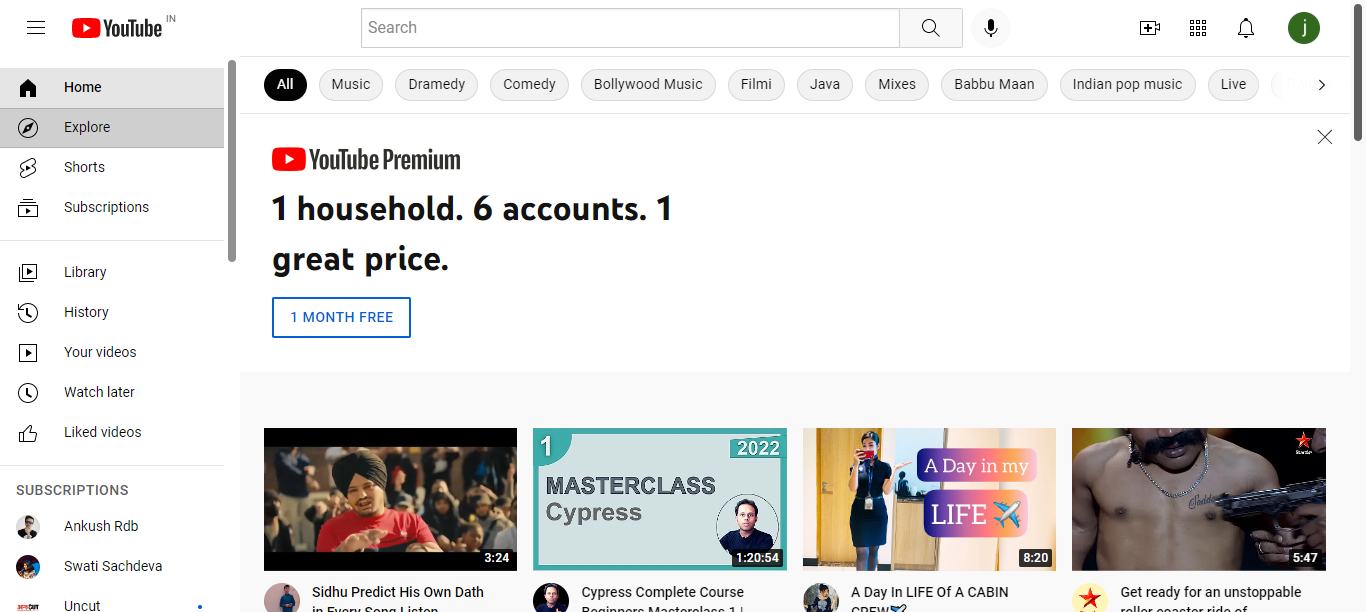 YouTube IN
Search
j
Home
Explore
Shorts
Subscriptions
Library
History
Your videos
Watch later
Liked videos
SUBSCRIPTIONS
Ankush Rdb
Swati Sachdeva
Uncut
All Music Dramedy Comedy Bollywood Music Filmi Java Mixes Babbu Maan Indian pop music Live
YouTube Premium
1 household. 6 accounts. 1
great price.
1 MONTH FREE
3:24
Sidhu Predict His Own Dath
in Every Song Listen
1
2022
MASTERCLASS
Cypress
1:20:54
Cypress Complete Course
Beginners Masterclass 1 |
A Day in my
LIFE
8:20
A Day In LIFE Of A CABIN
CREW
5:47
Get ready for an unstoppable
roller coaster ride of